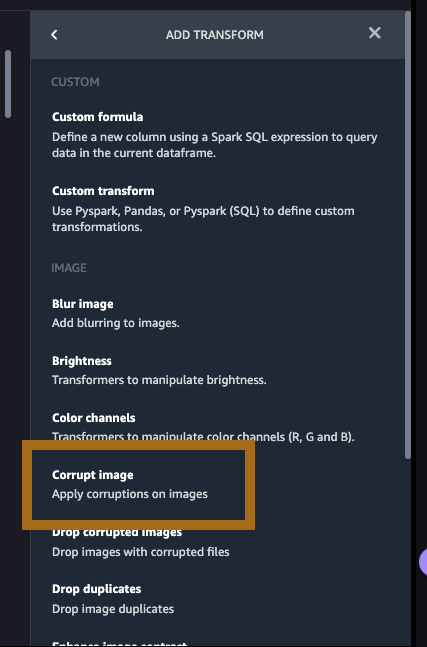 ADD TRANSFORM
CUSTOM
Custom formula
Define a new column using a Spark SQL expression to query
data in the current dataframe.
Custom transform
Use Pyspark, Pandas, or Pyspark (SQL) to define custom
transformations.
IMAGE
Blur image
Add blurring to images.
Brightness
Transformers to manipulate brightness.
Color channels
Transformers to manipulate color channels (R, G and B).
Corrupt image
Apply corruptions on images
Drop corrupted images
Drop images with corrupted files
Drop duplicates
Drop image duplicates
Enhance image contrast